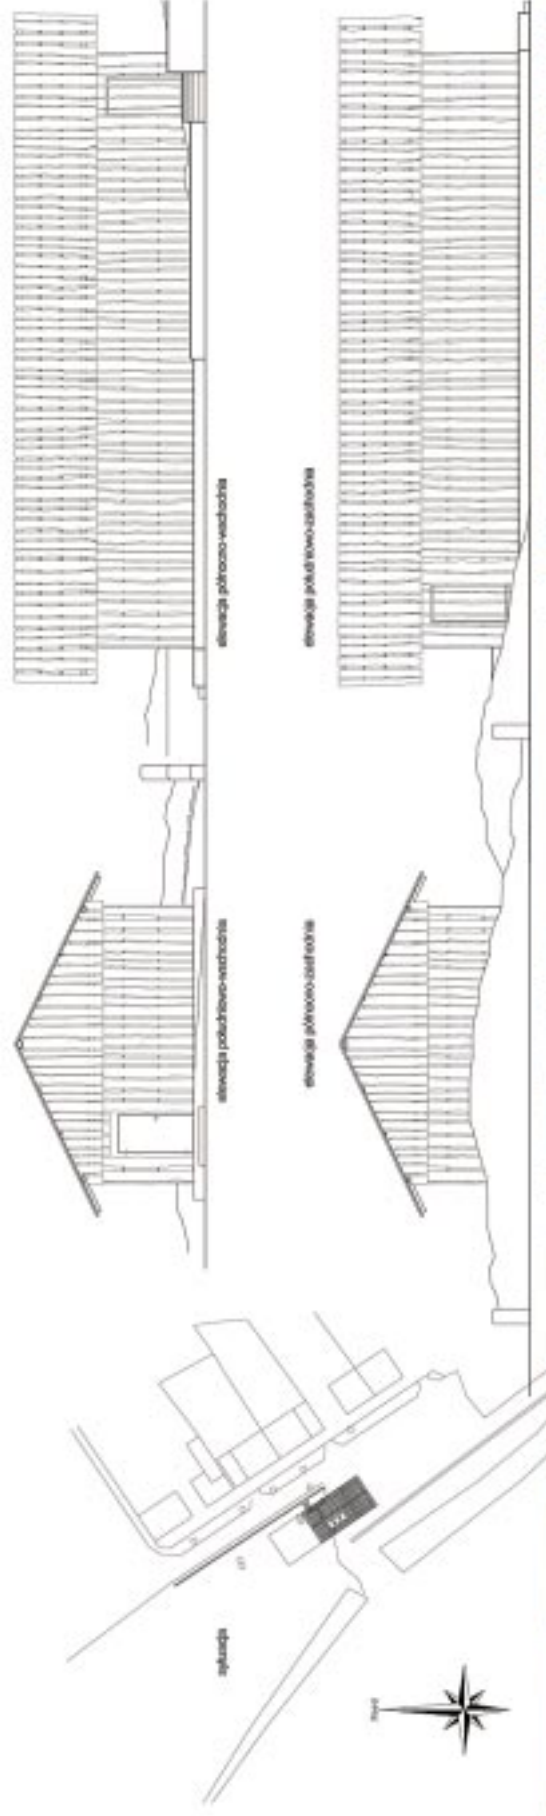 elewacja północno-wschodnia
elewacja południowo-zachodnia
elewacja południowo-wschodnia
elewacja północno-zachodnia
sytuacja